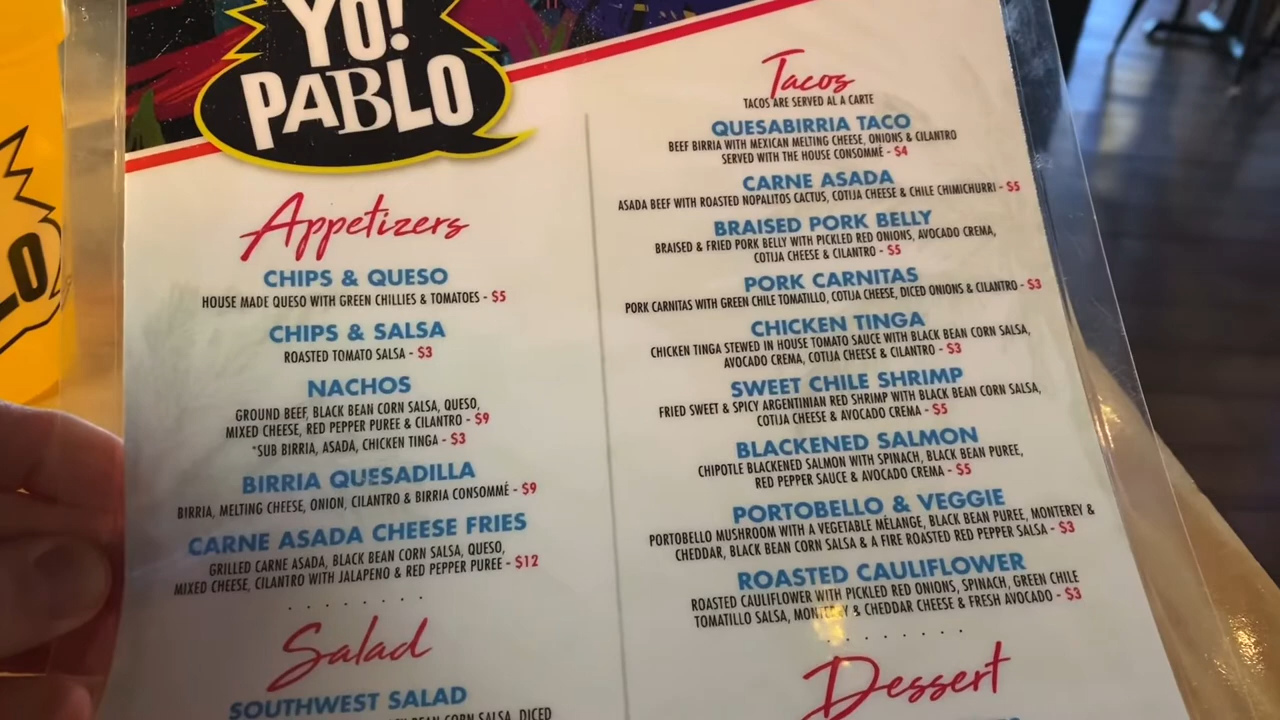 YO!
PABLO
LO
Appetizers
CHIPS & QUESO
HOUSE MADE QUESO WITH GREEN CHILLIES & TOMATOES - $5
CHIPS & SALSA
ROASTED TOMATO SALSA - $3
NACHOS
GROUND BEEF, BLACK BEAN CORN SALSA, QUESO,
MIXED CHEESE, RED PEPPER PUREE & CILANTRO - $9
*SUB BIRRIA, ASADA, CHICKEN TINGA - $3
BIRRIA QUESADILLA
BIRRIA, MELTING CHEESE, ONION, CILANTRO & BIRRIA CONSOMMÉ - $9
CARNE ASADA CHEESE FRIES
GRILLED CARNE ASADA, BLACK BEAN CORN SALSA, QUESO,
MIXED CHEESE, CILANTRO WITH JALAPENO & RED PEPPER PUREE - $12
Salad
SOUTHWEST SALAD
BEAN CORN SALSA, DICED
Tacos
TACOS ARE SERVED AL A CARTE
QUESABIRRIA TACO
BEEF BIRRIA WITH MEXICAN MELTING CHEESE, ONIONS & CILANTRO
SERVED WITH THE HOUSE CONSOMMÉ - $4
CARNE ASADA
ASADA BEEF WITH ROASTED NOPALITOS CACTUS, COTIJA CHEESE & CHILE CHIMICHURRI - $5
BRAISED PORK BELLY
BRAISED & FRIED PORK BELLY WITH PICKLED RED ONIONS, AVOCADO CREMA,
COTIJA CHEESE & CILANTRO - $5
PORK CARNITAS
PORK CARNITAS WITH GREEN CHILE TOMATILLO, COTIJA CHEESE, DICED ONIONS & CILANTRO - $3
CHICKEN TINGA
CHICKEN TINGA STEWED IN HOUSE TOMATO SAUCE WITH BLACK BEAN CORN SALSA,
AVOCADO CREMA, COTIJA CHEESE & CILANTRO - $3
SWEET CHILE SHRIMP
FRIED SWEET & SPICY ARGENTINIAN RED SHRIMP WITH BLACK BEAN CORN SALSA,
COTIJA CHEESE & AVOCADO CREMA - $5
BLACKENED SALMON
CHIPOTLE BLACKENED SALMON WITH SPINACH, BLACK BEAN PUREE,
RED PEPPER SAUCE & AVOCADO CREMA - $5
PORTOBELLO & VEGGIE
PORTOBELLO MUSHROOM WITH A VEGETABLE MÉLANGE, BLACK BEAN PUREE, MONTEREY &
CHEDDAR, BLACK BEAN CORN SALSA & A FIRE ROASTED RED PEPPER SALSA - $3
ROASTED CAULIFLOWER
ROASTED CAULIFLOWER WITH PICKLED RED ONIONS, SPINACH, GREEN CHILE
TOMATILLO SALSA, MONTEREY & CHEDDAR CHEESE & FRESH AVOCADO - $3
Dessert